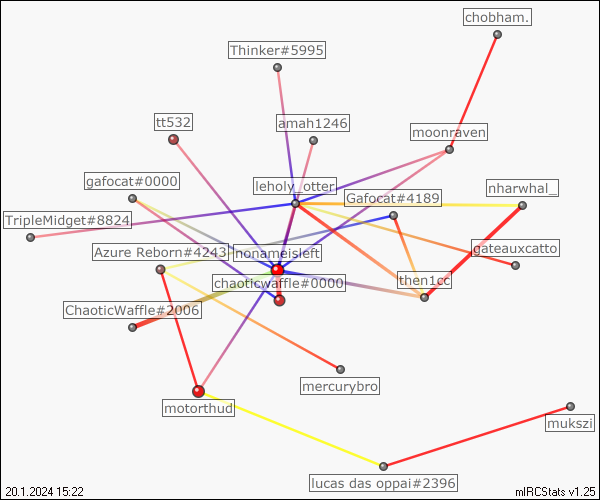 chobham.
Thinker#5995
tt532
amah1246
moonraven
gafocat#0000
leholy_otter
nharwhal_
Gafocat#4189
TripleMidget#8824
Azure Reborn#4243
nonameisleft
gateauxcatto
chaoticwaffle#0000
then1cc
ChaoticWaffle#2006
mercurybro
motorthud
mukszi
lucas das oppai#2396
20.1.2024 15:22
mIRCStats v1.25